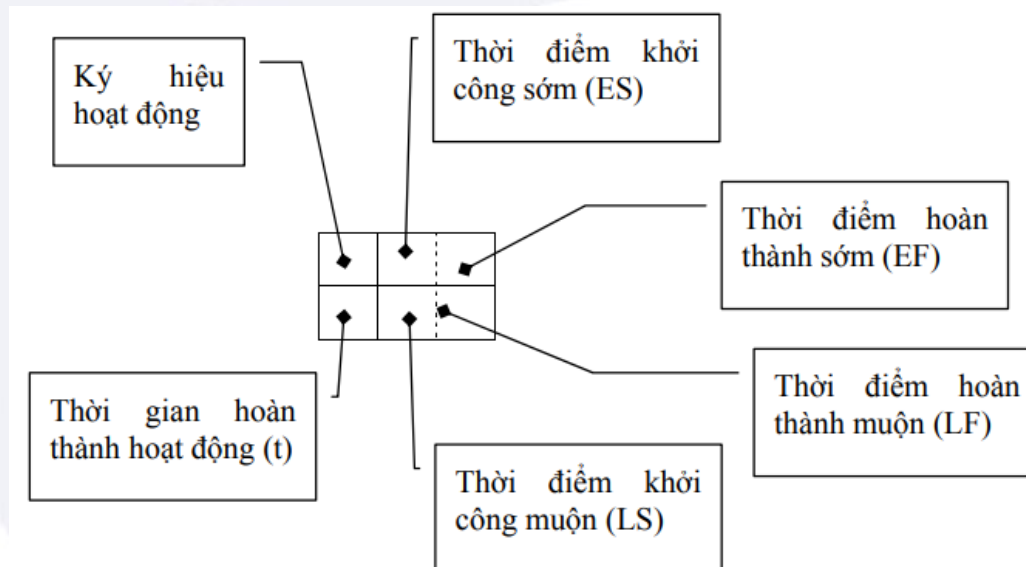 Ký hiệu
hoạt động
Thời điểm khởi
công sớm (ES)
Thời điểm hoàn
thành sớm (EF)
Thời gian hoàn
thành hoạt động (t)
Thời điểm khởi
công muộn (LS)
Thời điểm hoàn
thành muộn (LF)